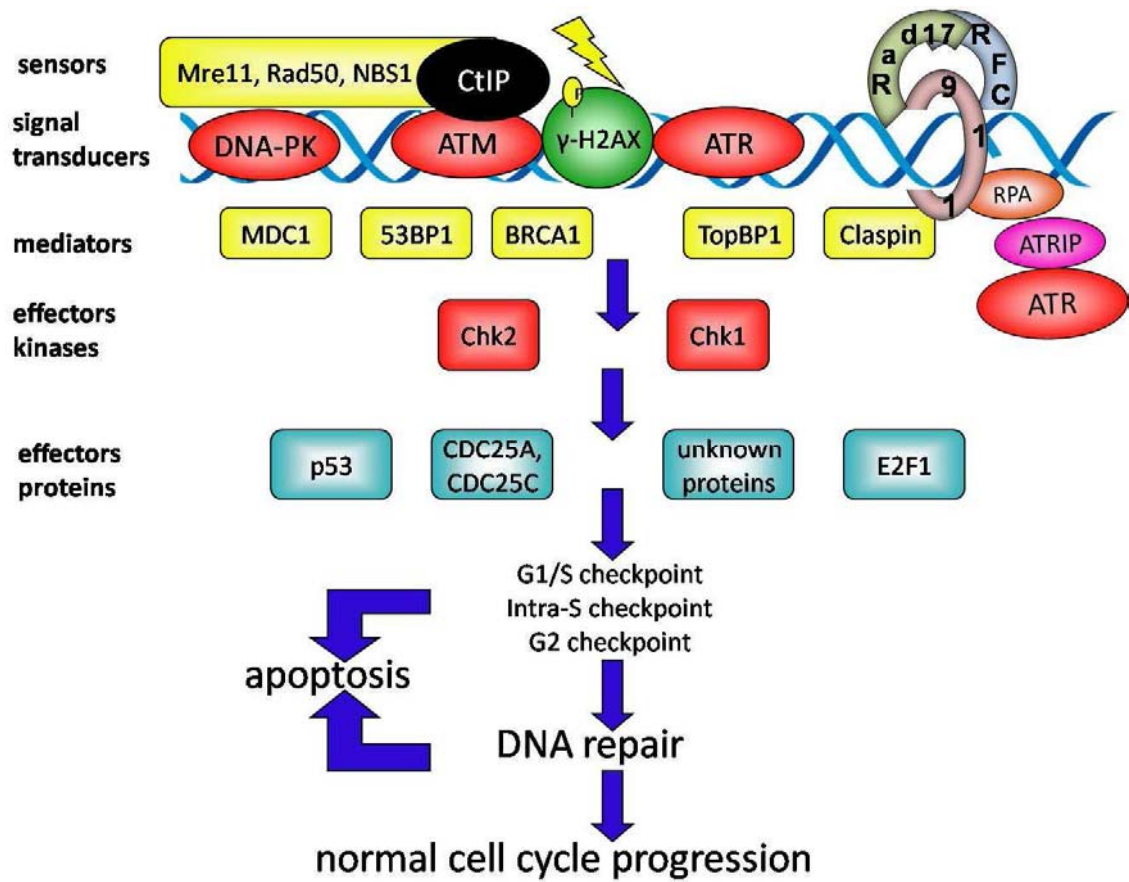 sensors
Mre11, Rad50, NBS1
CtIP
Rad17
RFC
9
1
1
P
signal
transducers
DNA-PK
ATM
γ-H2AX
ATR
RPA
mediators
MDC1
53BP1
BRCA1
TopBP1
Claspin
ATRIP
ATR
effectors
kinases
Chk2
Chk1
effectors
proteins
p53
CDC25A,
CDC25C
unknown
proteins
E2F1
G1/S checkpoint
Intra-S checkpoint
G2 checkpoint
apoptosis
DNA repair
normal cell cycle progression